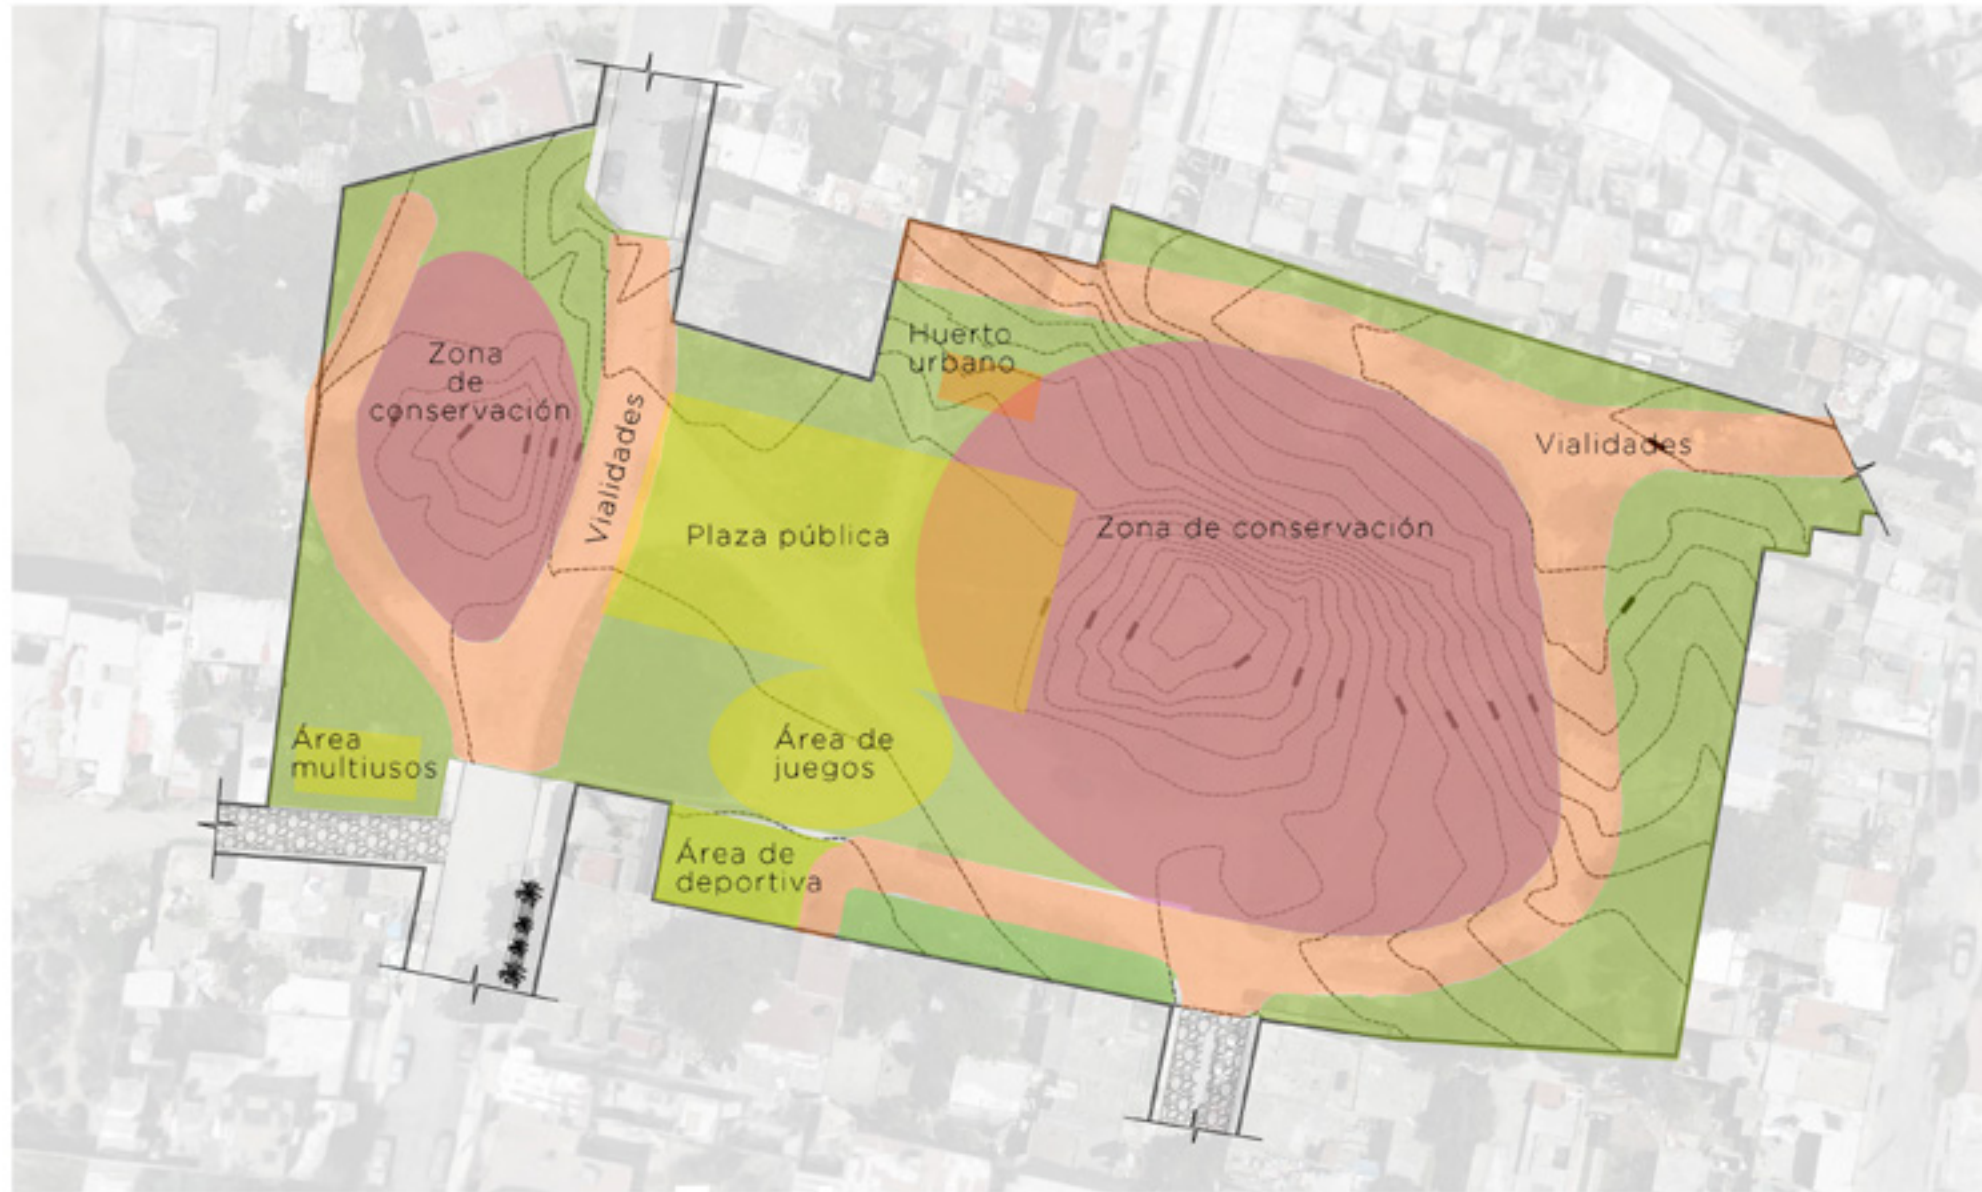 Huerto
urbano
Zona
de
conservación
Vialidades
Vialidades
Plaza pública
Zona de conservación
Área
multiusos
Área de
juegos
Área de
deportiva